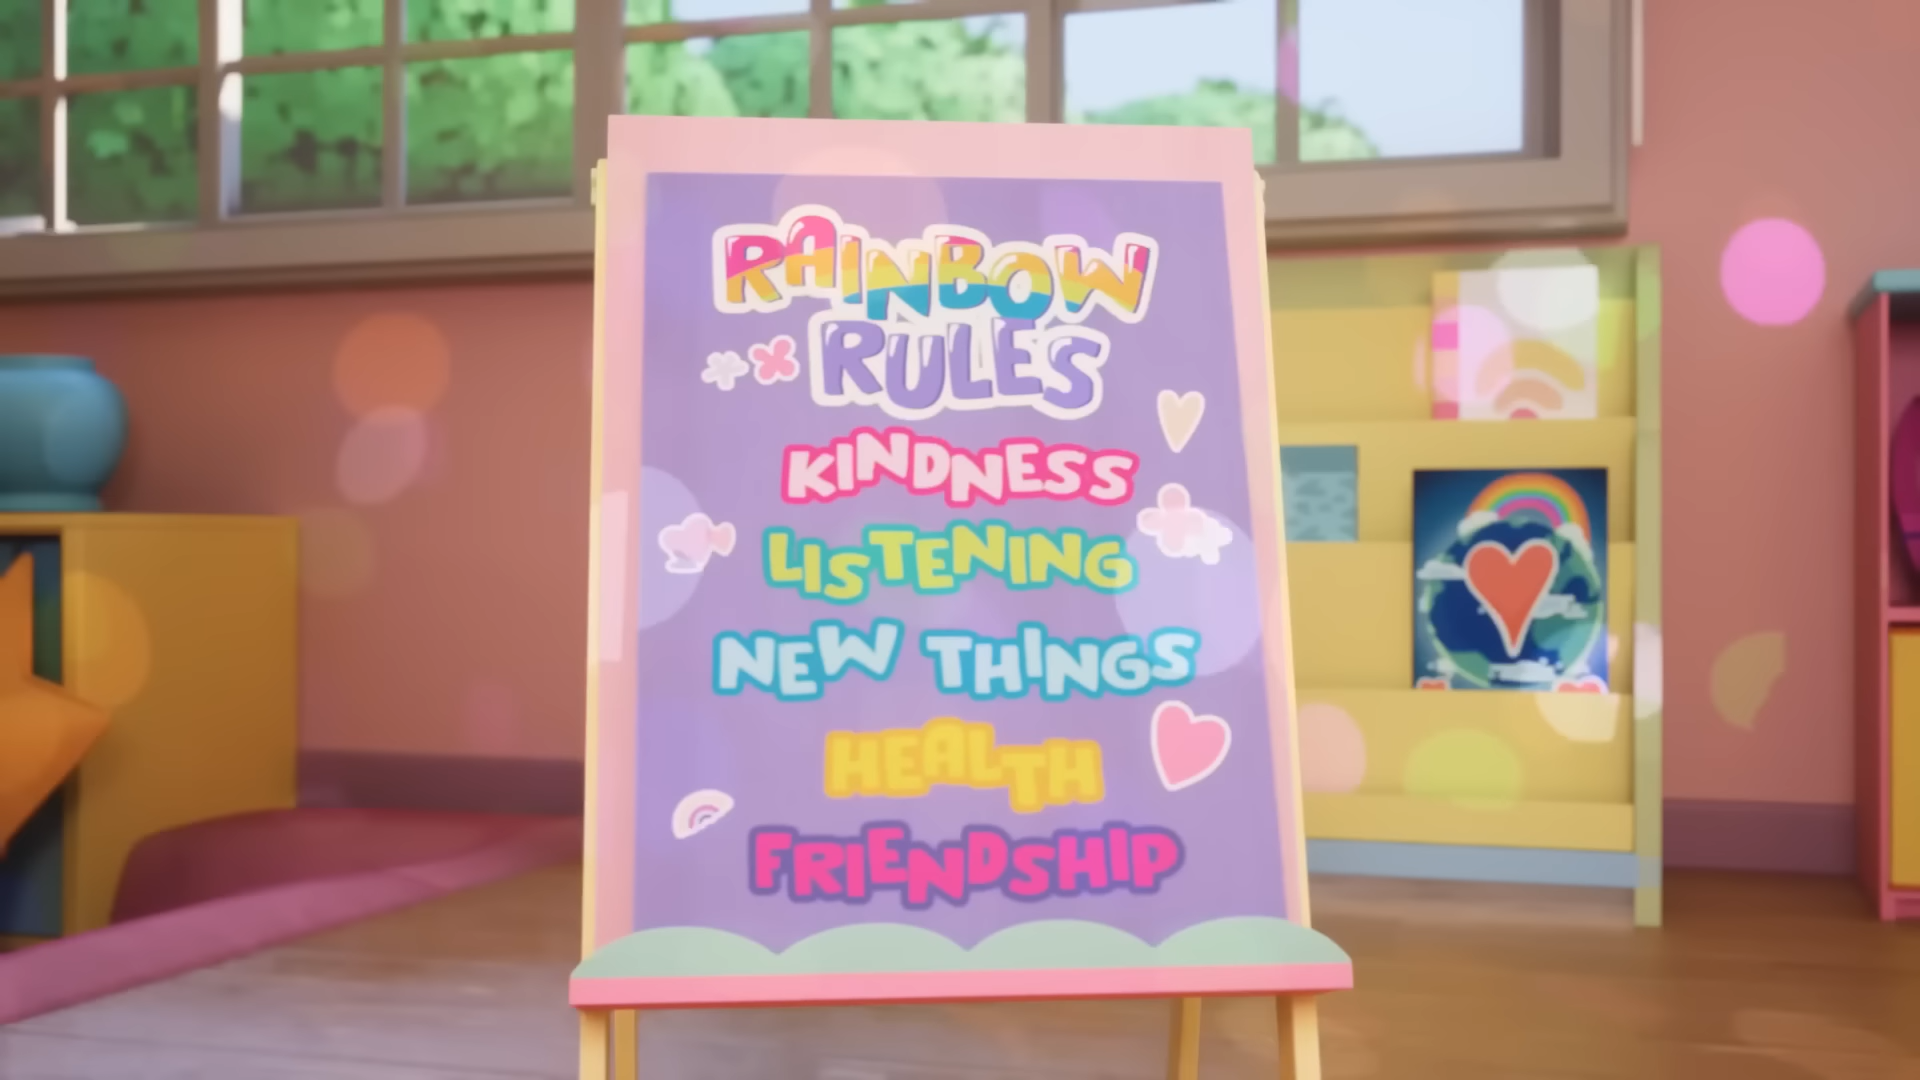 RAINBOW
RULES
KINDNESS
LISTENING
NEW THINGS
HEALTH
FRIENDSHIP